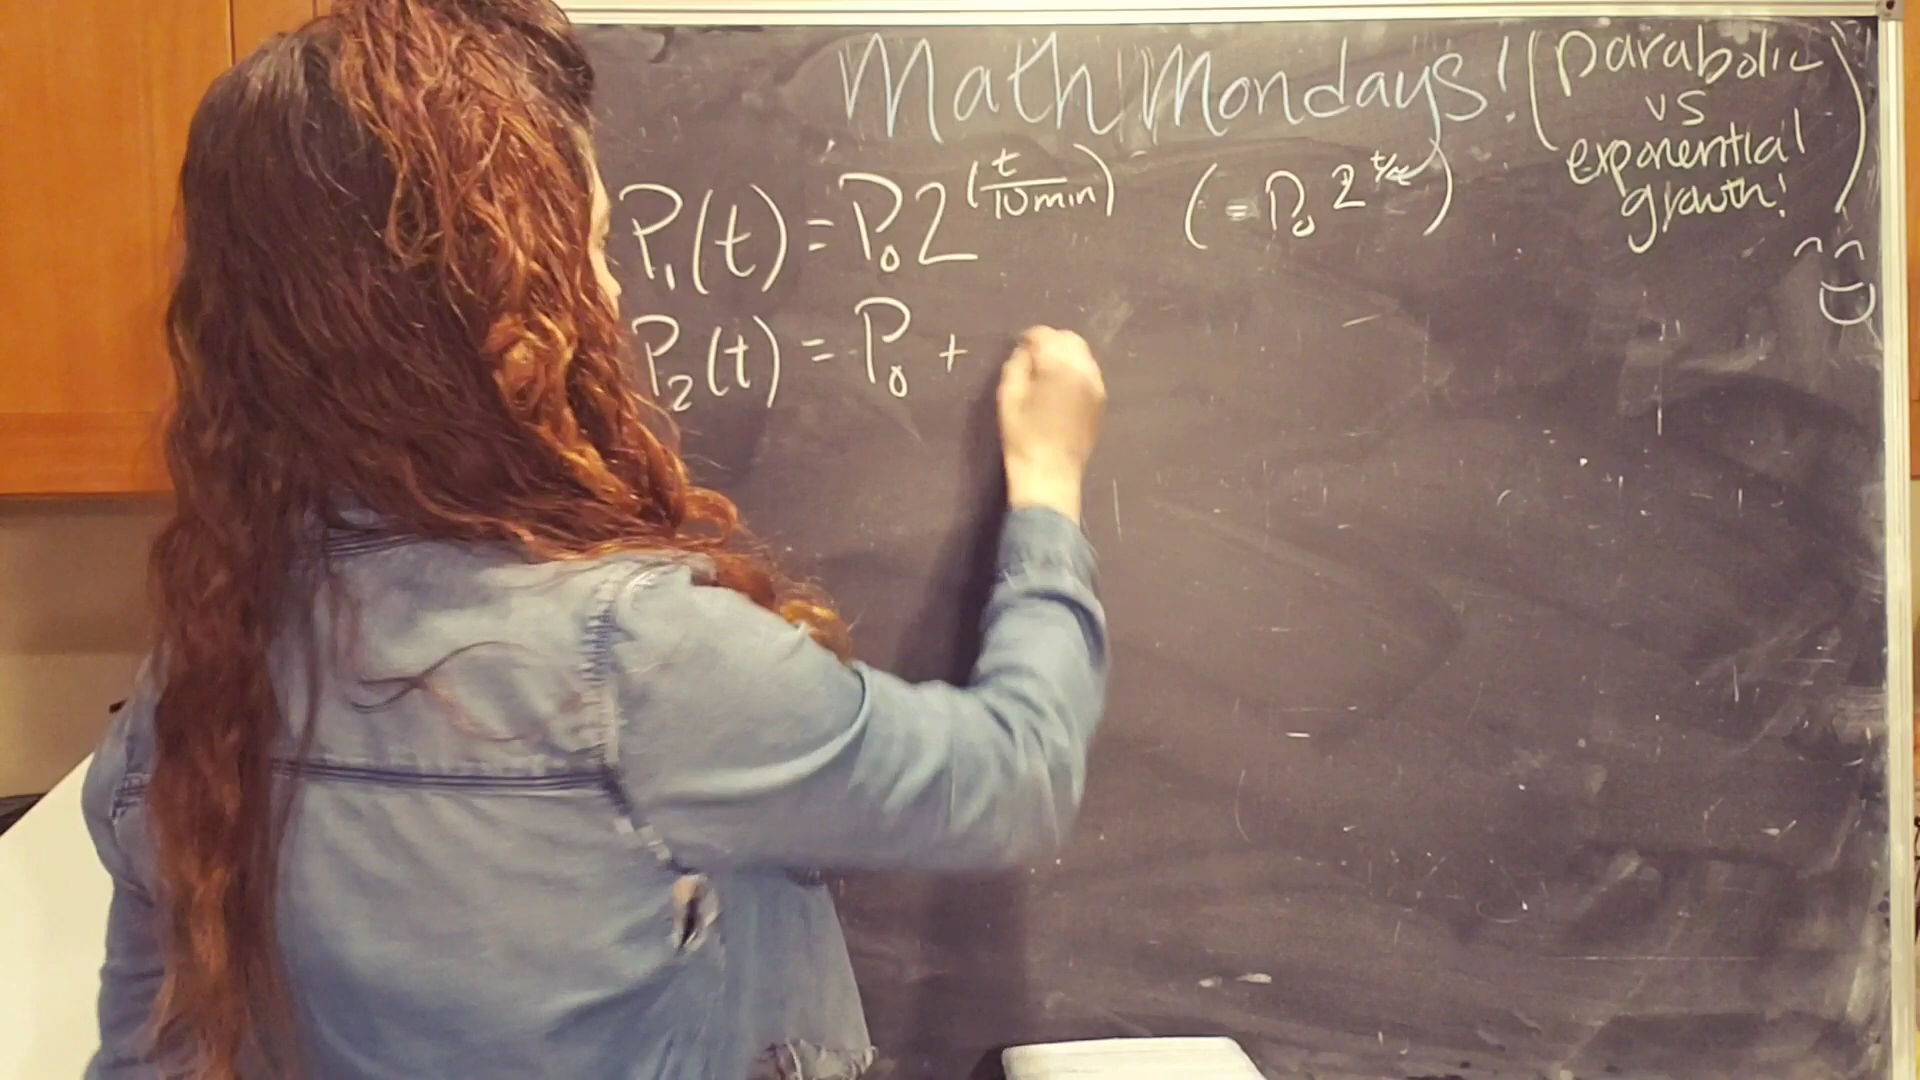 Math Mondays! (parabolic
vs
exponential
growth!)
P₁(t) = P₀2^(t/10min) (=P₀2^t/τ)
P₂(t) = P₀ +